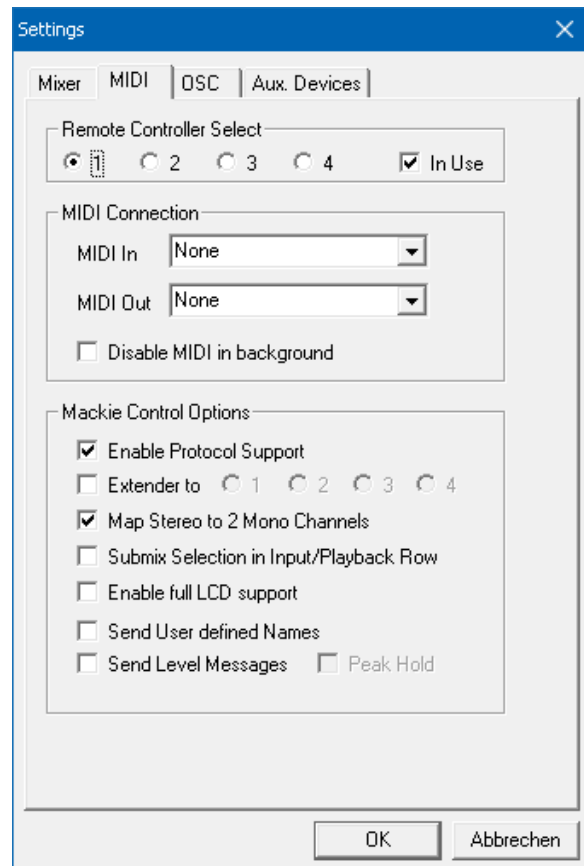 Settings
Mixer MIDI OSC Aux. Devices
Remote Controller Select
1 2 3 4 In Use
MIDI Connection
MIDI In None
MIDI Out None
Disable MIDI in background
Mackie Control Options
Enable Protocol Support
Extender to 1 2 3 4
Map Stereo to 2 Mono Channels
Submix Selection in Input/Playback Row
Enable full LCD support
Send User defined Names
Send Level Messages Peak Hold
OK Abbrechen